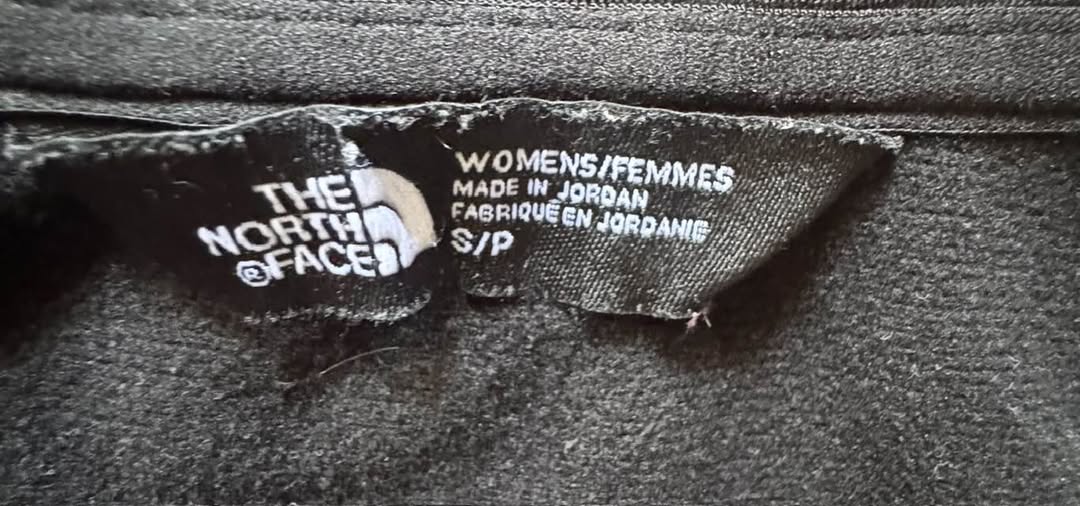 THE
NORTH
®FACE
WOMENS/FEMMES
MADE IN JORDAN
FABRIQUÉ EN JORDANIE
S/P